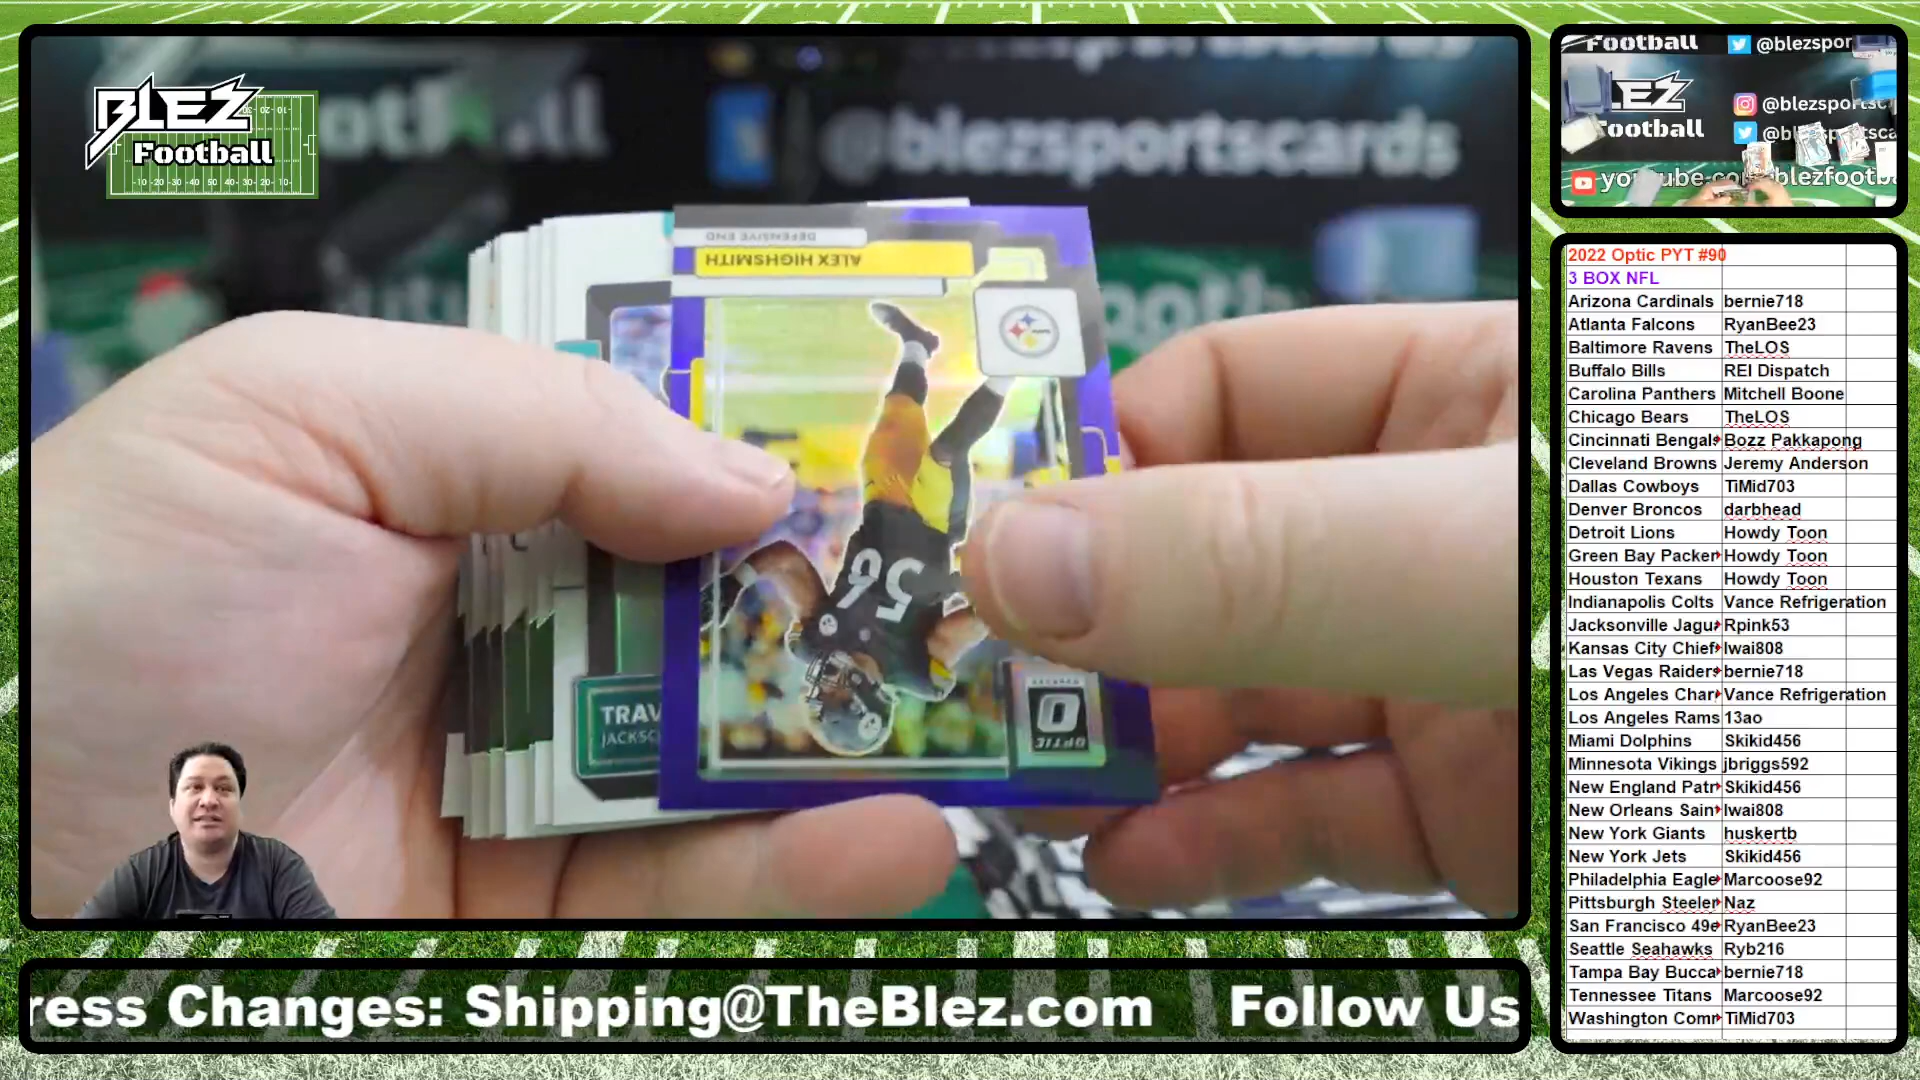 BLEZ
Football
otball
@blezsportscards
DEFENSIVE END
ALEX HIGHSMITH
56
OPTIC
TRAV
JACKSO
Football
@blezspor
EZ
Football
@blezsportsc
@bl
2022 Optic PYT #90
3 BOX NFL
Arizona Cardinals bernie718
Atlanta Falcons RyanBee23
Baltimore Ravens TheLOS
Buffalo Bills REI Dispatch
Carolina Panthers Mitchell Boone
Chicago Bears TheLOS
Cincinnati Bengals Bozz Pakkapong
Cleveland Browns Jeremy Anderson
Dallas Cowboys TiMid703
Denver Broncos darbhead
Detroit Lions Howdy Toon
Green Bay Packer Howdy Toon
Houston Texans Howdy Toon
Indianapolis Colts Vance Refrigeration
Jacksonville Jagu Rpink53
Kansas City Chief lwai808
Las Vegas Raiders bernie718
Los Angeles Char Vance Refrigeration
Los Angeles Rams 13ao
Miami Dolphins Skikid456
Minnesota Vikings jbriggs592
New England Patr Skikid456
New Orleans Sain lwai808
New York Giants huskertb
New York Jets Skikid456
Philadelphia Eagle Marcoose92
Pittsburgh Steeler Naz
San Francisco 49e RyanBee23
Seattle Seahawks Ryb216
Tampa Bay Bucca bernie718
Tennessee Titans Marcoose92
Washington Comr TiMid703
ress Changes: Shipping@TheBlez.com Follow Us